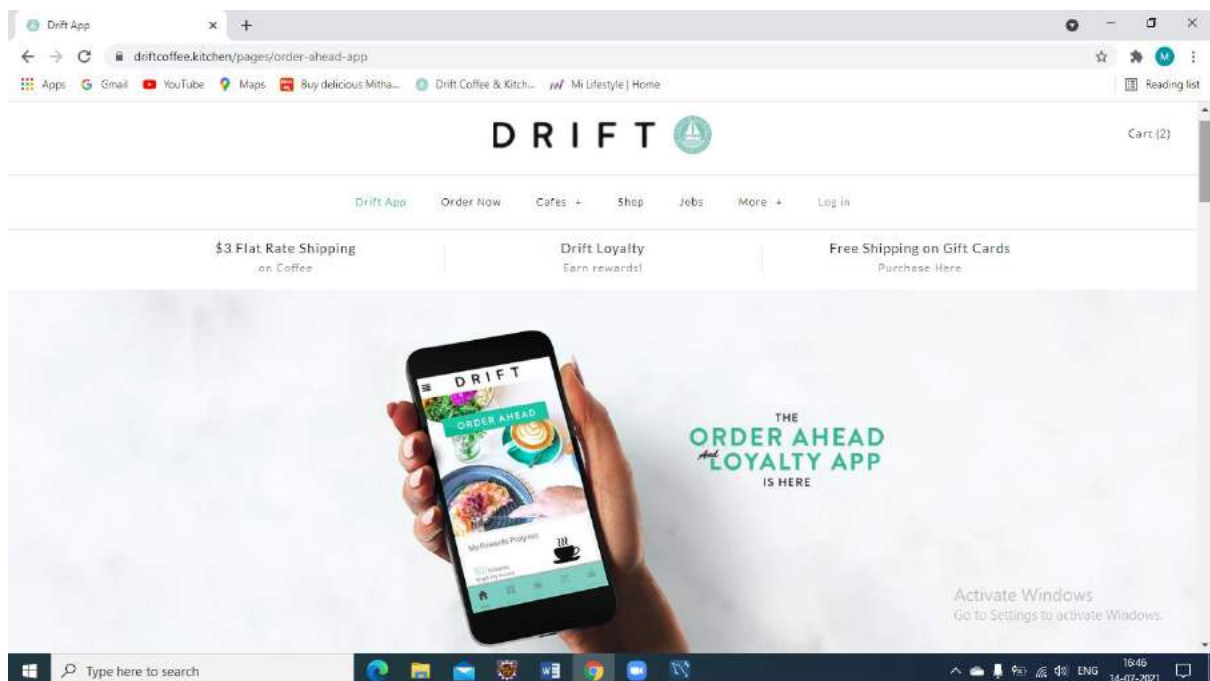 Drift App
driftcoffee.kitchen/pages/order-ahead-app
Apps Gmail YouTube Maps Buy delicious Mitha... Drift Coffee & Kitch... Mi Lifestyle | Home Reading list
DRIFT
Cart (2)
Drift App Order Now Cafes + Shop Jobs More + Log in
$3 Flat Rate Shipping Drift Loyalty Free Shipping on Gift Cards
on Coffee Earn rewards! Purchase Here
DRIFT
ORDER AHEAD
My Rewards Progress
THE
ORDER AHEAD
And LOYALTY APP
IS HERE
Activate Windows
Go to Settings to activate Windows.
Type here to search
ENG
16:46
14-07-2021